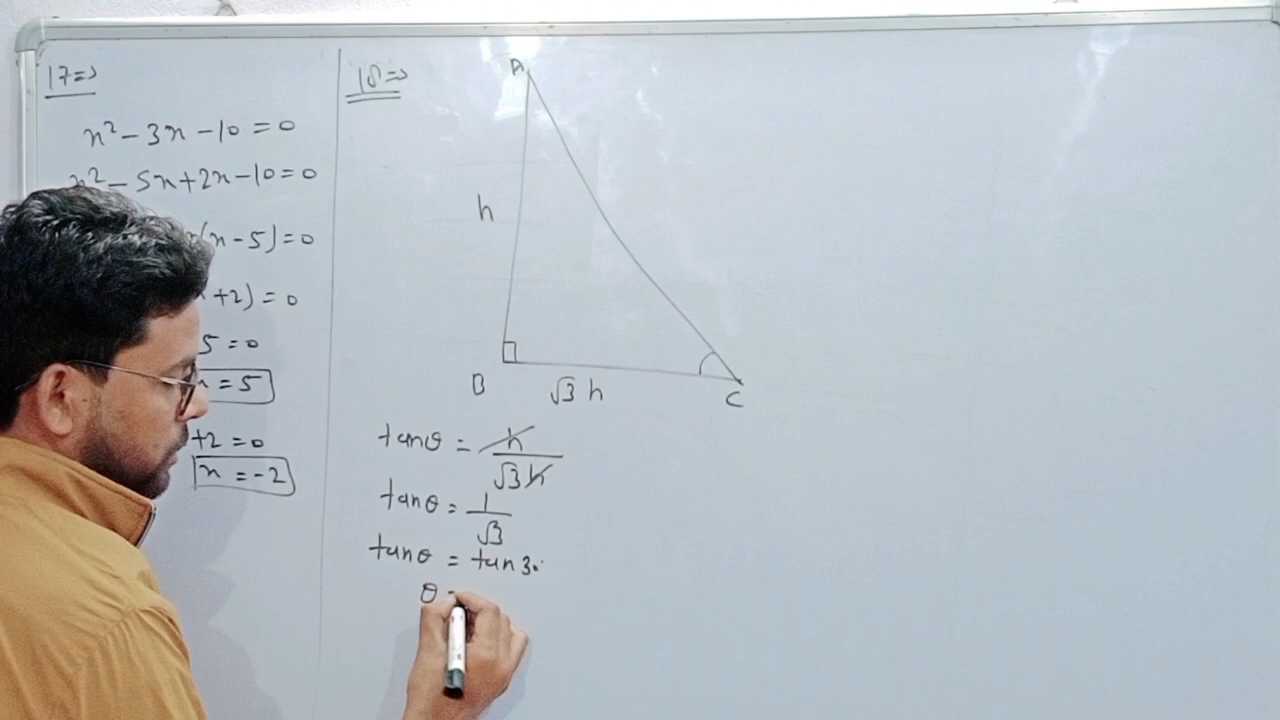 17=>
x²-3x-10=0
x²-5x+2x-10=0
(x-5)=0
+2)=0
5=0
x=5
+2=0
x=-2
18=>
A
h
B
√3 h
C
tanθ = h/√3h
tanθ = 1/√3
tanθ = tan30°
θ =